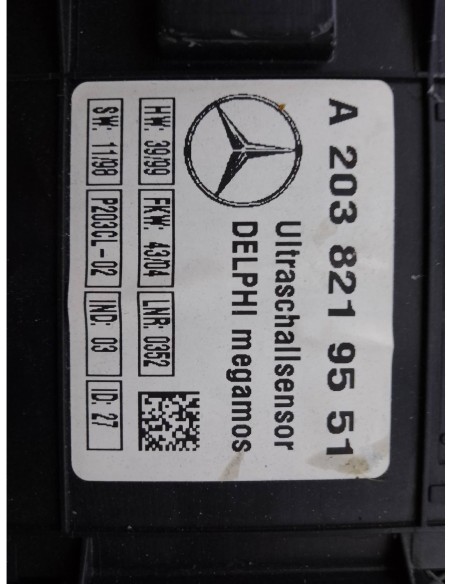 A 203 821 95 51
Ultraschallsensor
DELPHI megamos
HW: 39/99 FKW: 43/04 LNR: 0352
SW: 11/98 P203CL-02 IND: 03 ID: 27